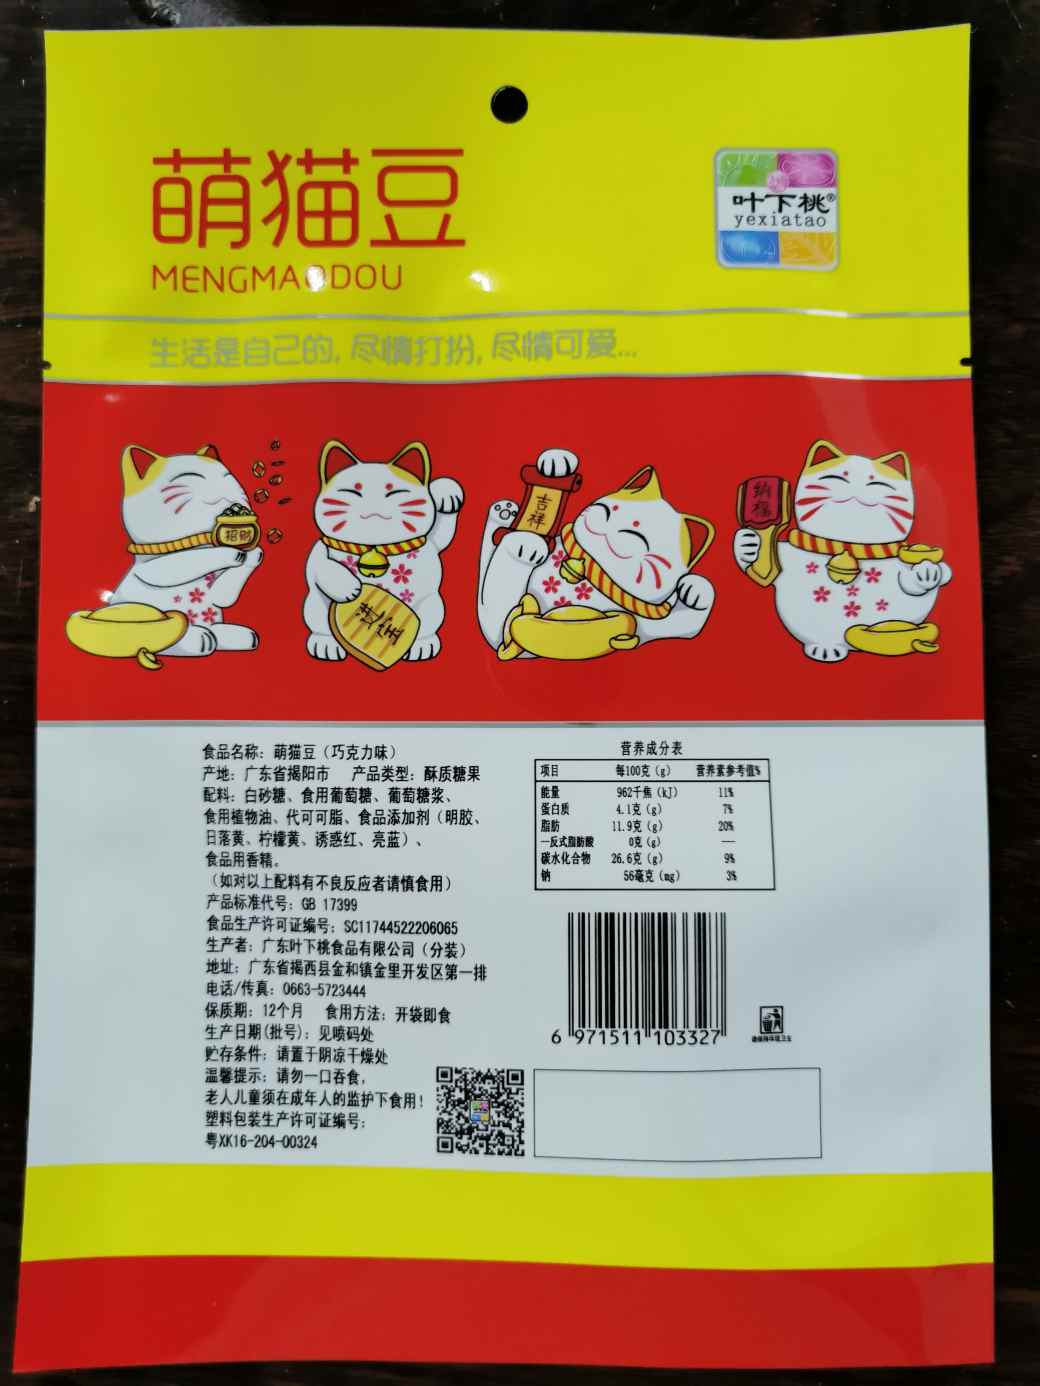 萌猫豆
MENGMAODOU
叶下桃®
yexiatao
生活是自己的,尽情打扮,尽情可爱...
招财
吉祥
纳福
食品名称：萌猫豆（巧克力味）
产地：广东省揭阳市 产品类型：酥质糖果
配料：白砂糖、食用葡萄糖、葡萄糖浆、
食用植物油、代可可脂、食品添加剂（明胶、
日落黄、柠檬黄、诱惑红、亮蓝）、
食品用香精。
（如对以上配料有不良反应者请慎食用）
产品标准代号：GB 17399
食品生产许可证编号：SC11744522206065
生产者：广东叶下桃食品有限公司（分装）
地址：广东省揭西县金和镇金里开发区第一排
电话/传真：0663-5723444
保质期：12个月 食用方法：开袋即食
生产日期(批号)：见喷码处
贮存条件：请置于阴凉干燥处
温馨提示：请勿一口吞食，
老人儿童须在成年人的监护下食用！
塑料包装生产许可证编号：
粤XK16-204-00324
营养成分表
项目 每100克（g） 营养素参考值%
能量 962千焦（kJ） 11%
蛋白质 4.1克（g） 7%
脂肪 11.9克（g） 20%
—反式脂肪酸 0克（g） —
碳水化合物 26.6克（g） 9%
钠 56毫克（mg） 3%
6 971511 103327
请保持环境卫生